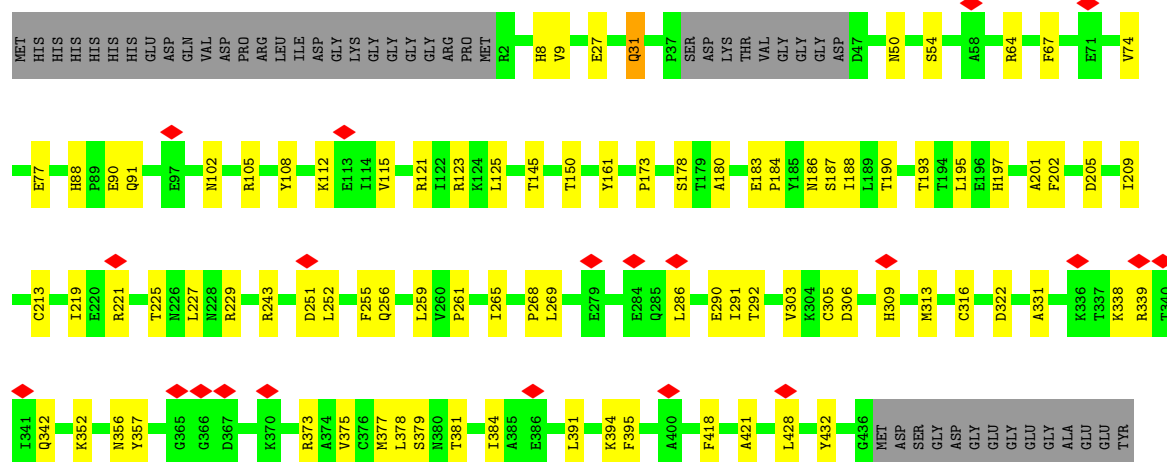 MET HIS HIS HIS HIS HIS HIS GLU ASP GLN VAL ASP PRO ARG LEU ILE ASP GLY LYS GLY GLY GLY GLY ARG PRO MET R2 H8 V9 E27 Q31 P37 SER ASP LYS THR VAL GLY GLY GLY ASP D47 N50 S54 A58 R64 F67 E71 V74
E77 H88 P89 E90 Q91 E97 N102 R105 Y108 K112 E113 I114 V115 R121 I122 R123 K124 L125 T145 T150 Y161 P173 S178 T179 A180 E183 P184 Y185 N186 S187 I188 L189 T190 T193 T194 L195 E196 H197 A201 F202 D205 I209
C213 I219 E220 R221 T225 N226 L227 N228 R229 R243 D251 L252 F255 Q256 L259 V260 P261 I265 P268 L269 E279 E284 Q285 L286 E290 I291 T292 V303 K304 C305 D306 H309 M313 C316 D322 A331 K336 T337 K338 R339 T340
I341 Q342 K352 N356 Y357 G365 G366 D367 K370 R373 A374 V375 C376 M377 L378 S379 N380 T381 I384 A385 E386 L391 K394 F395 A400 F418 A421 L428 Y432 G436 MET ASP SER GLY ASP GLY GLU GLY GLU GLY ALA GLU GLU TYR